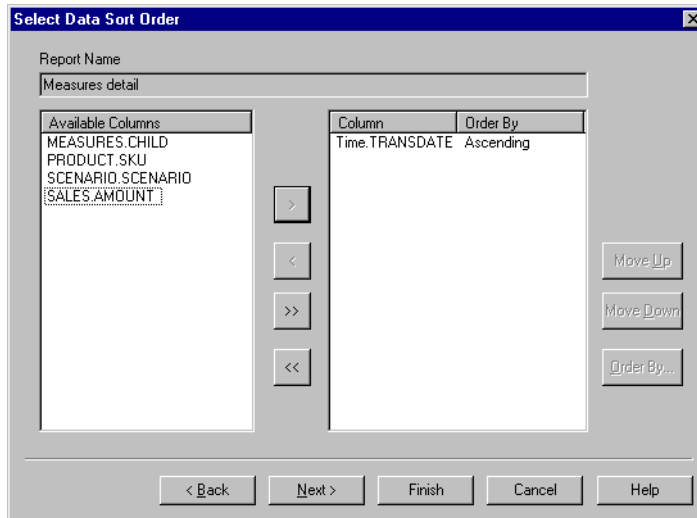 Select Data Sort Order
Report Name
Measures detail
Available Columns
MEASURES.CHILD
PRODUCT.SKU
SCENARIO.SCENARIO
SALES.AMOUNT
>
<
>>
<<
Column Order By
Time.TRANSDATE Ascending
Move Up
Move Down
Order By...
< Back Next > Finish Cancel Help